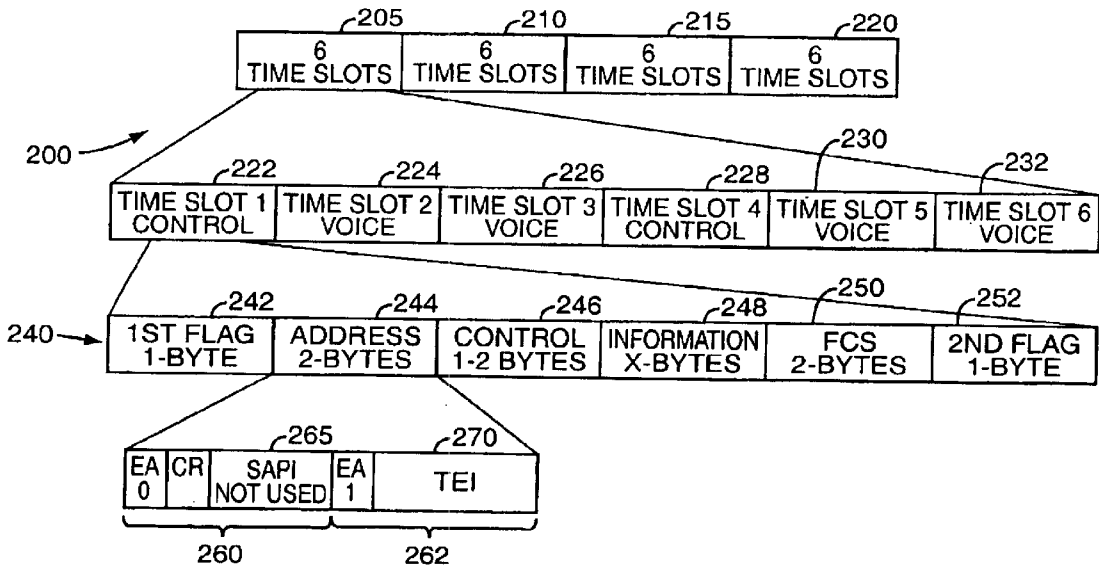 205 210 215 220
6 6 6 6
TIME SLOTS TIME SLOTS TIME SLOTS TIME SLOTS
200
222 224 226 228 230 232
TIME SLOT 1 TIME SLOT 2 TIME SLOT 3 TIME SLOT 4 TIME SLOT 5 TIME SLOT 6
CONTROL VOICE VOICE CONTROL VOICE VOICE
240
242 244 246 248 250 252
1ST FLAG ADDRESS CONTROL INFORMATION FCS 2ND FLAG
1-BYTE 2-BYTES 1-2 BYTES X-BYTES 2-BYTES 1-BYTE
265 270
EA CR SAPI EA TEI
0 NOT USED 1
260 262